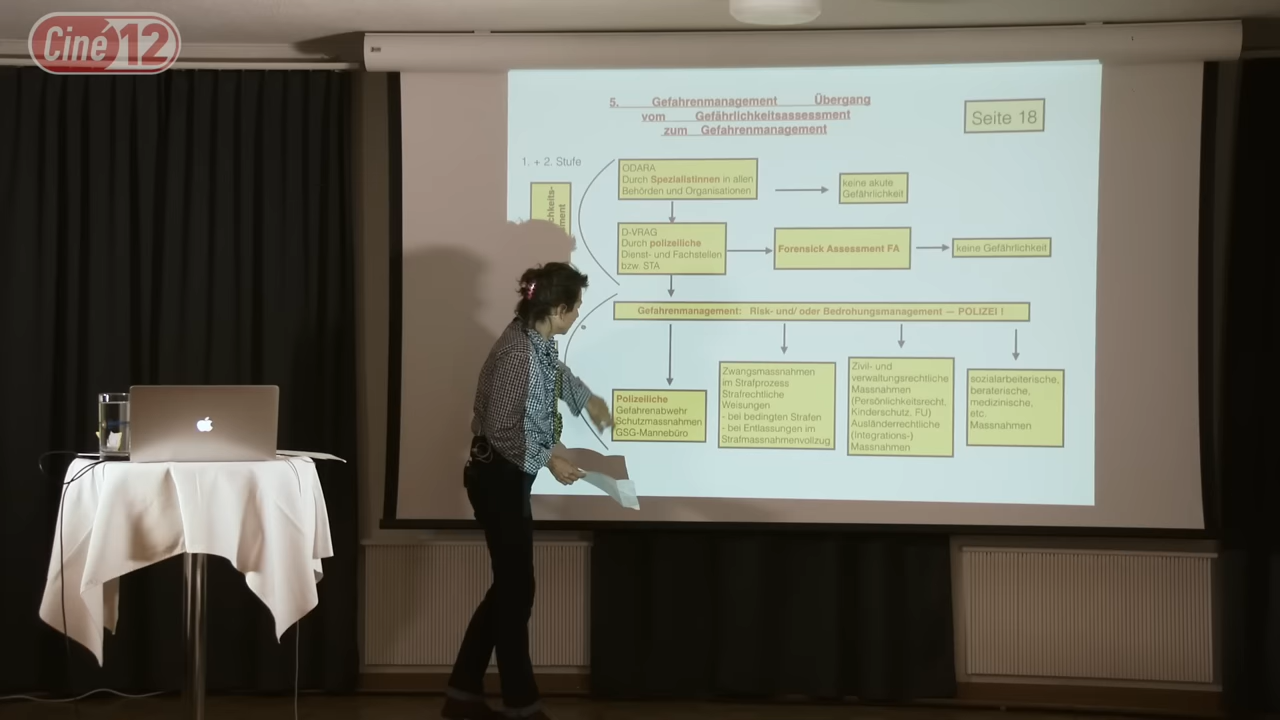 Ciné 12
5. Gefahrenmanagement Übergang
vom Gefährlichkeitsassessment
zum Gefahrenmanagement
Seite 18
1. + 2. Stufe
ODARA
Durch Spezialistinnen in allen
Behörden und Organisationen
keine akute
Gefährlichkeit
D-VRAG
Durch polizeiliche
Dienst- und Fachstellen
bzw. STA
Forensick Assessment FA
keine Gefährlichkeit
Gefahrenmanagement: Risk- und/ oder Bedrohungsmanagement — POLIZEI !
Polizeiliche
Gefahrenabwehr
Schutzmassnahmen
GSG-Mannebüro
Zwangsmassnahmen
im Strafprozess
Strafrechtliche
Weisungen
- bei bedingten Strafen
- bei Entlassungen im
Strafmassnahmenvollzug
Zivil- und
verwaltungsrechtliche
Massnahmen
(Persönlichkeitsrecht,
Kinderschutz, FU)
Ausländerrechtliche
(Integrations-)
Massnahmen
sozialarbeiterische,
beraterische,
medizinische,
etc.
Massnahmen